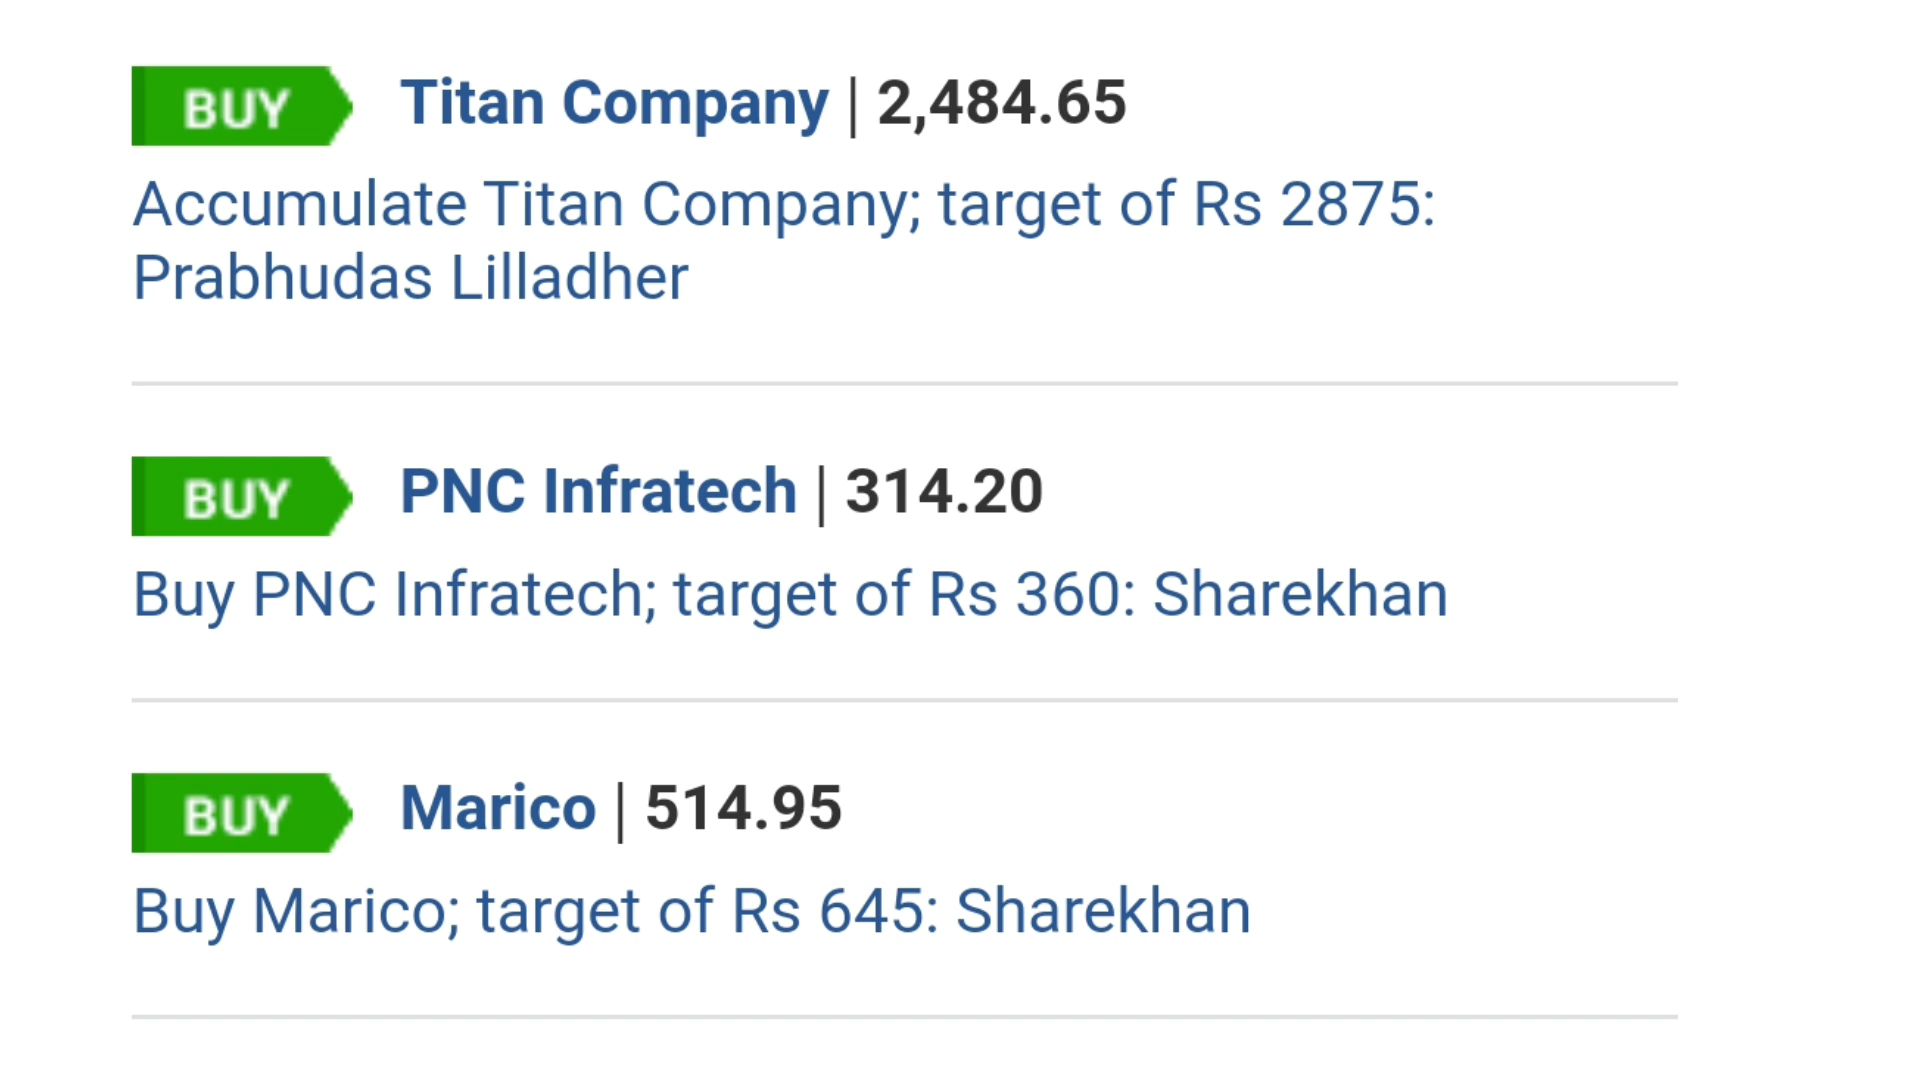 BUY Titan Company | 2,484.65
Accumulate Titan Company; target of Rs 2875:
Prabhudas Lilladher
BUY PNC Infratech | 314.20
Buy PNC Infratech; target of Rs 360: Sharekhan
BUY Marico | 514.95
Buy Marico; target of Rs 645: Sharekhan